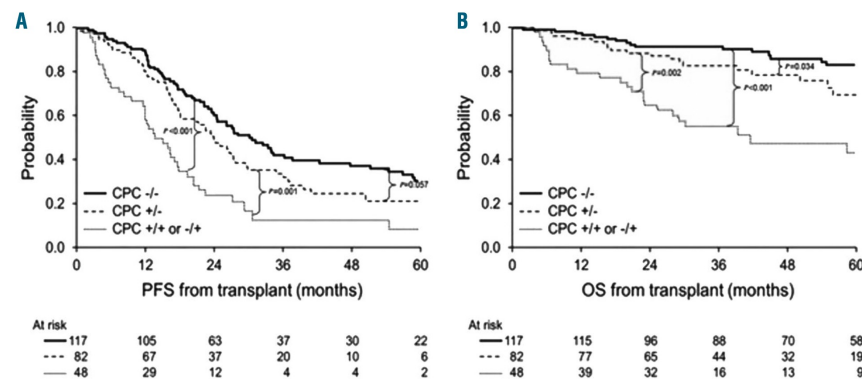 A
1.0
0.8
0.6
0.4
0.2
0.0
Probability
P<0.001
P=0.001
P=0.057
CPC -/-
CPC +/-
CPC +/+ or -/+
0 12 24 36 48 60
PFS from transplant (months)
At risk
117 105 63 37 30 22
82 67 37 20 10 6
48 29 12 4 4 2
B
1.0
0.8
0.6
0.4
0.2
0.0
Probability
P=0.002
P<0.001
P=0.034
CPC -/-
CPC +/-
CPC +/+ or -/+
0 12 24 36 48 60
OS from transplant (months)
At risk
117 115 96 88 70 58
82 77 65 44 32 19
48 39 32 16 13 9